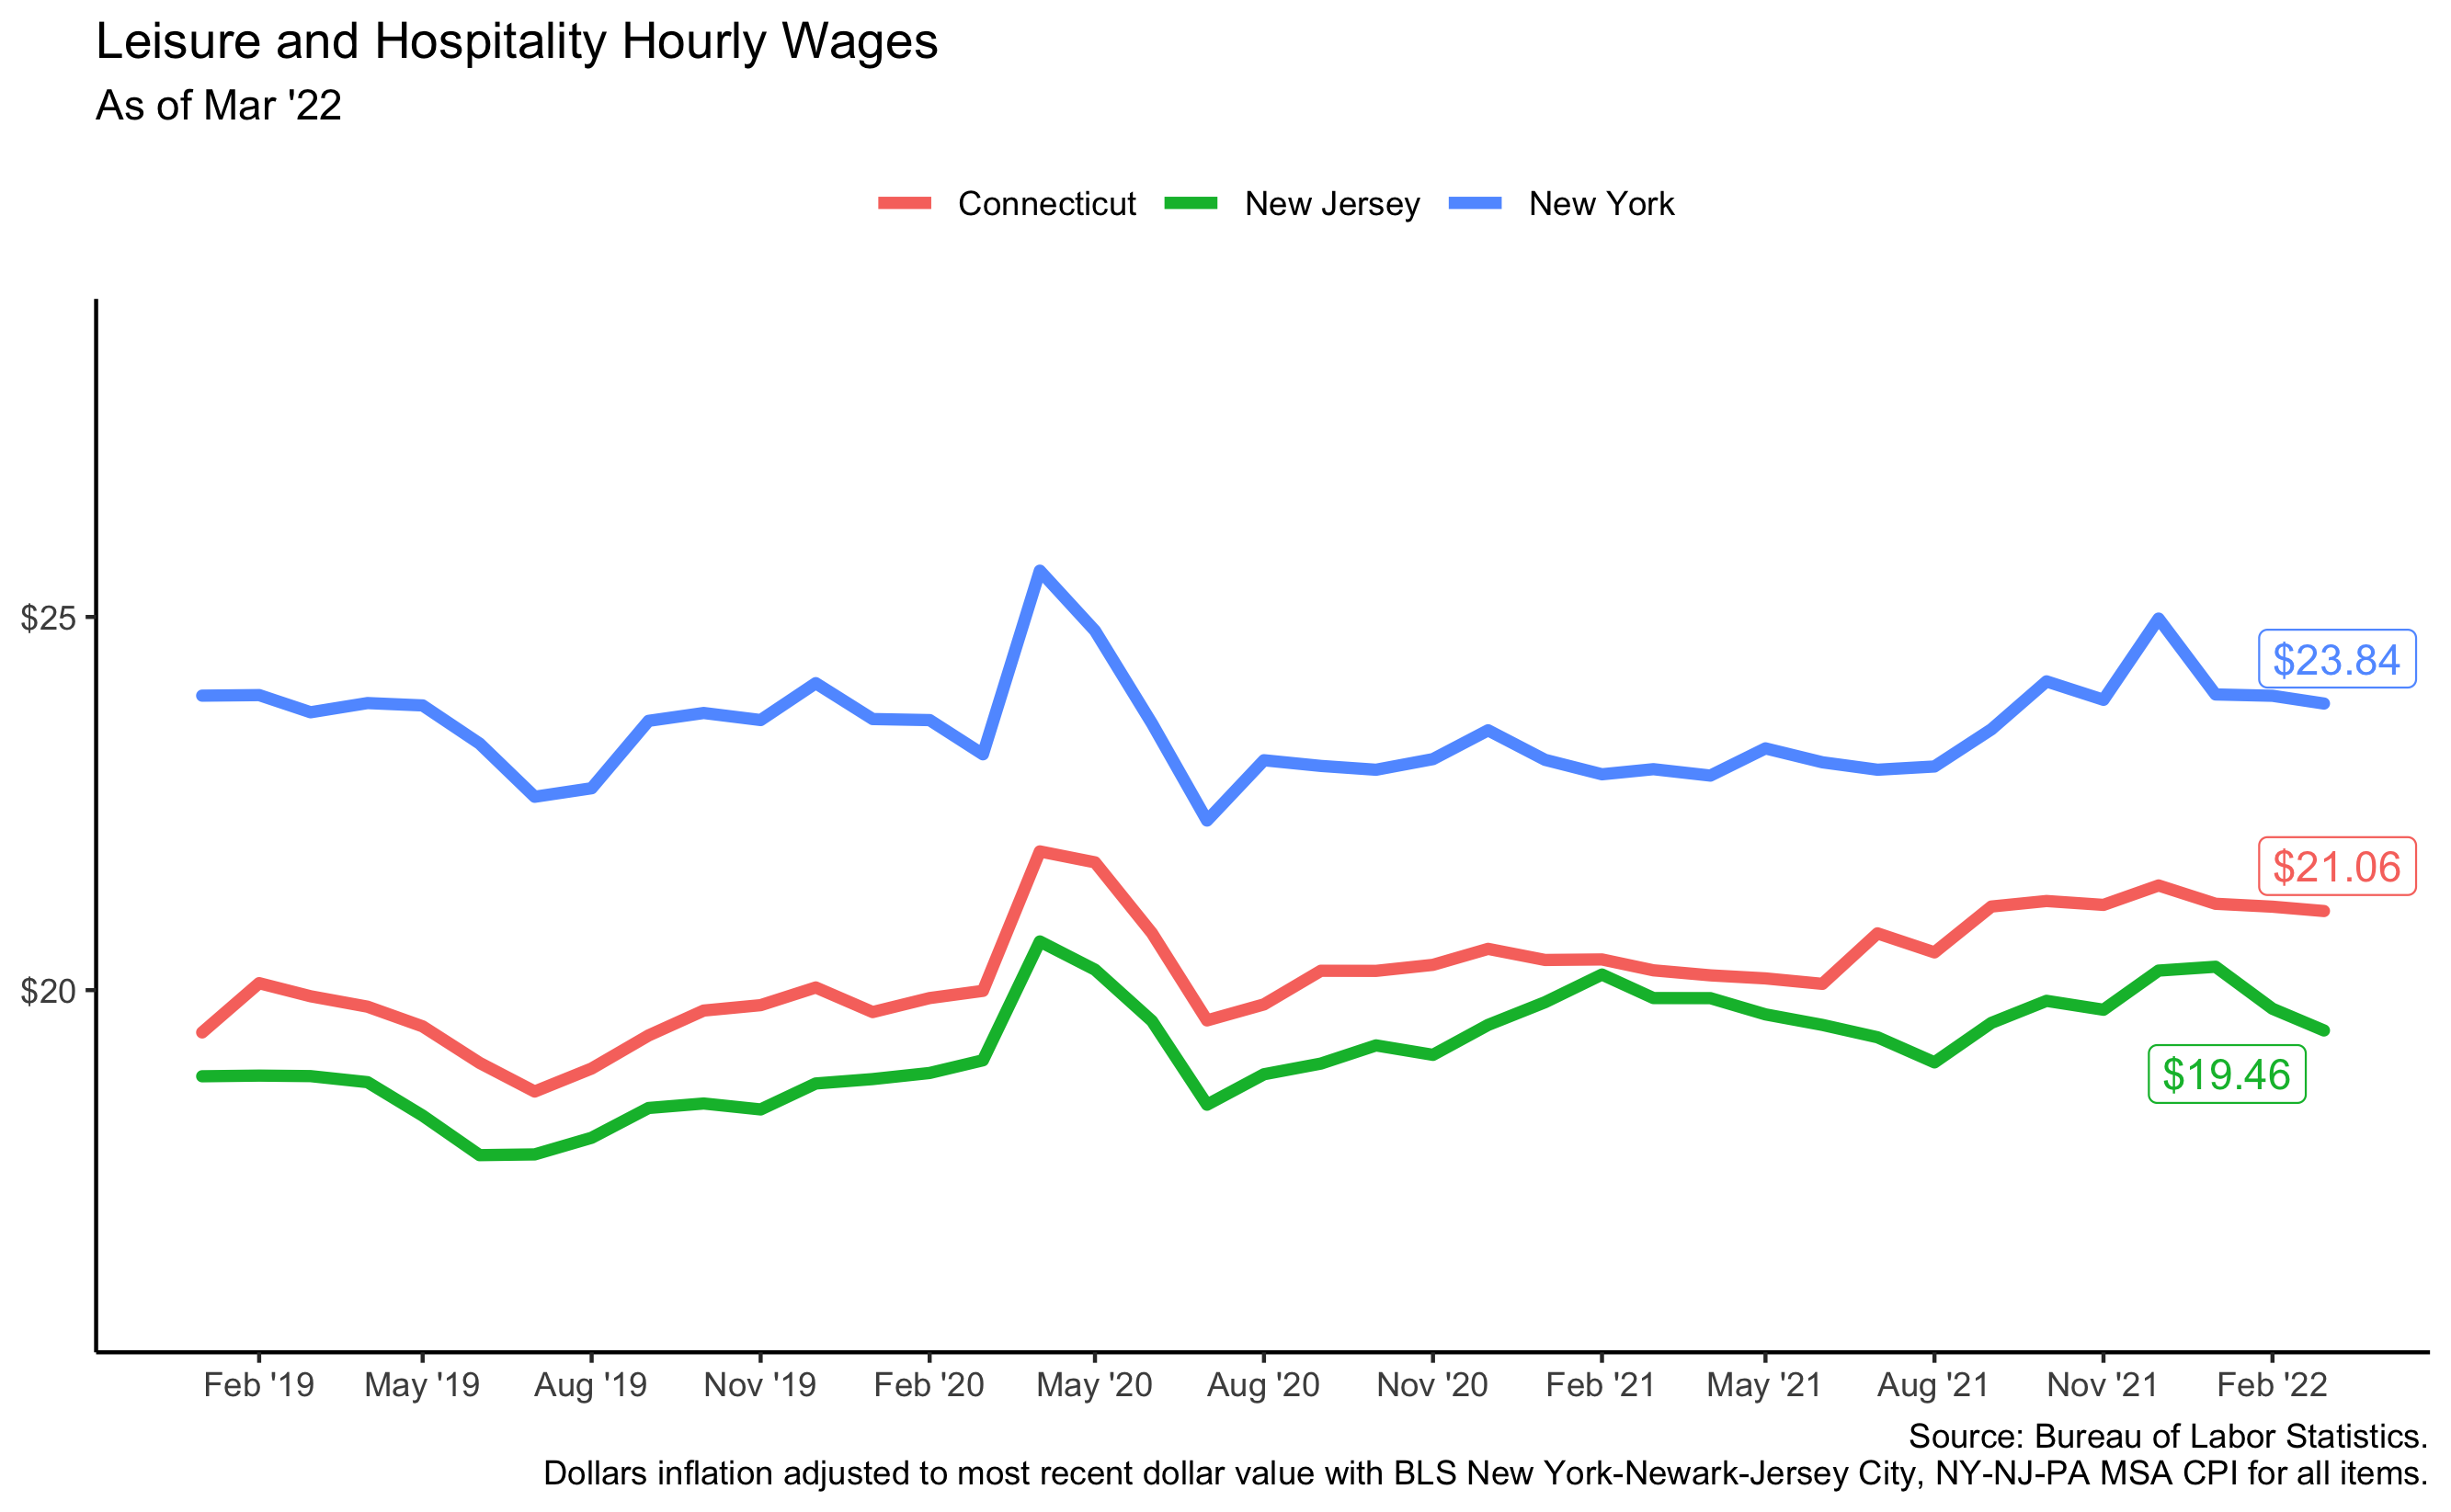 Leisure and Hospitality Hourly Wages
As of Mar '22
Connecticut New Jersey New York
$25
$20
$23.84
$21.06
$19.46
Feb '19 May '19 Aug '19 Nov '19 Feb '20 May '20 Aug '20 Nov '20 Feb '21 May '21 Aug '21 Nov '21 Feb '22
Source: Bureau of Labor Statistics.
Dollars inflation adjusted to most recent dollar value with BLS New York-Newark-Jersey City, NY-NJ-PA MSA CPI for all items.